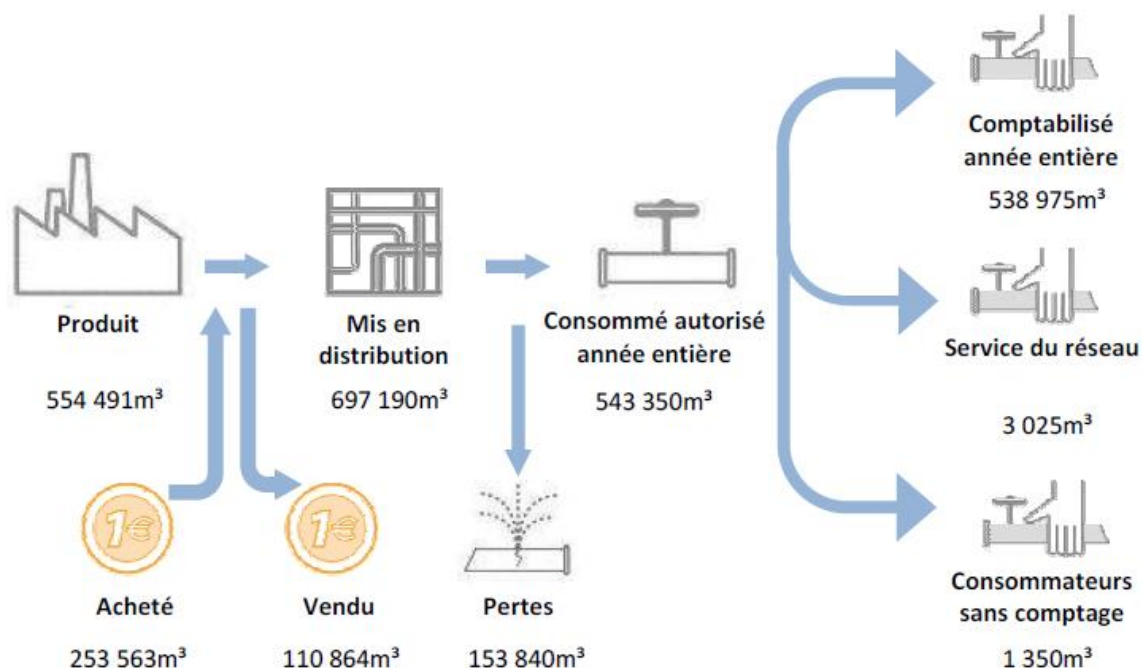 Comptabilisé
année entière
538 975m³
Produit
554 491m³
Mis en
distribution
697 190m³
Consommé autorisé
année entière
543 350m³
Service du réseau
3 025m³
1€
Acheté
253 563m³
1€
Vendu
110 864m³
Pertes
153 840m³
Consommateurs
sans comptage
1 350m³